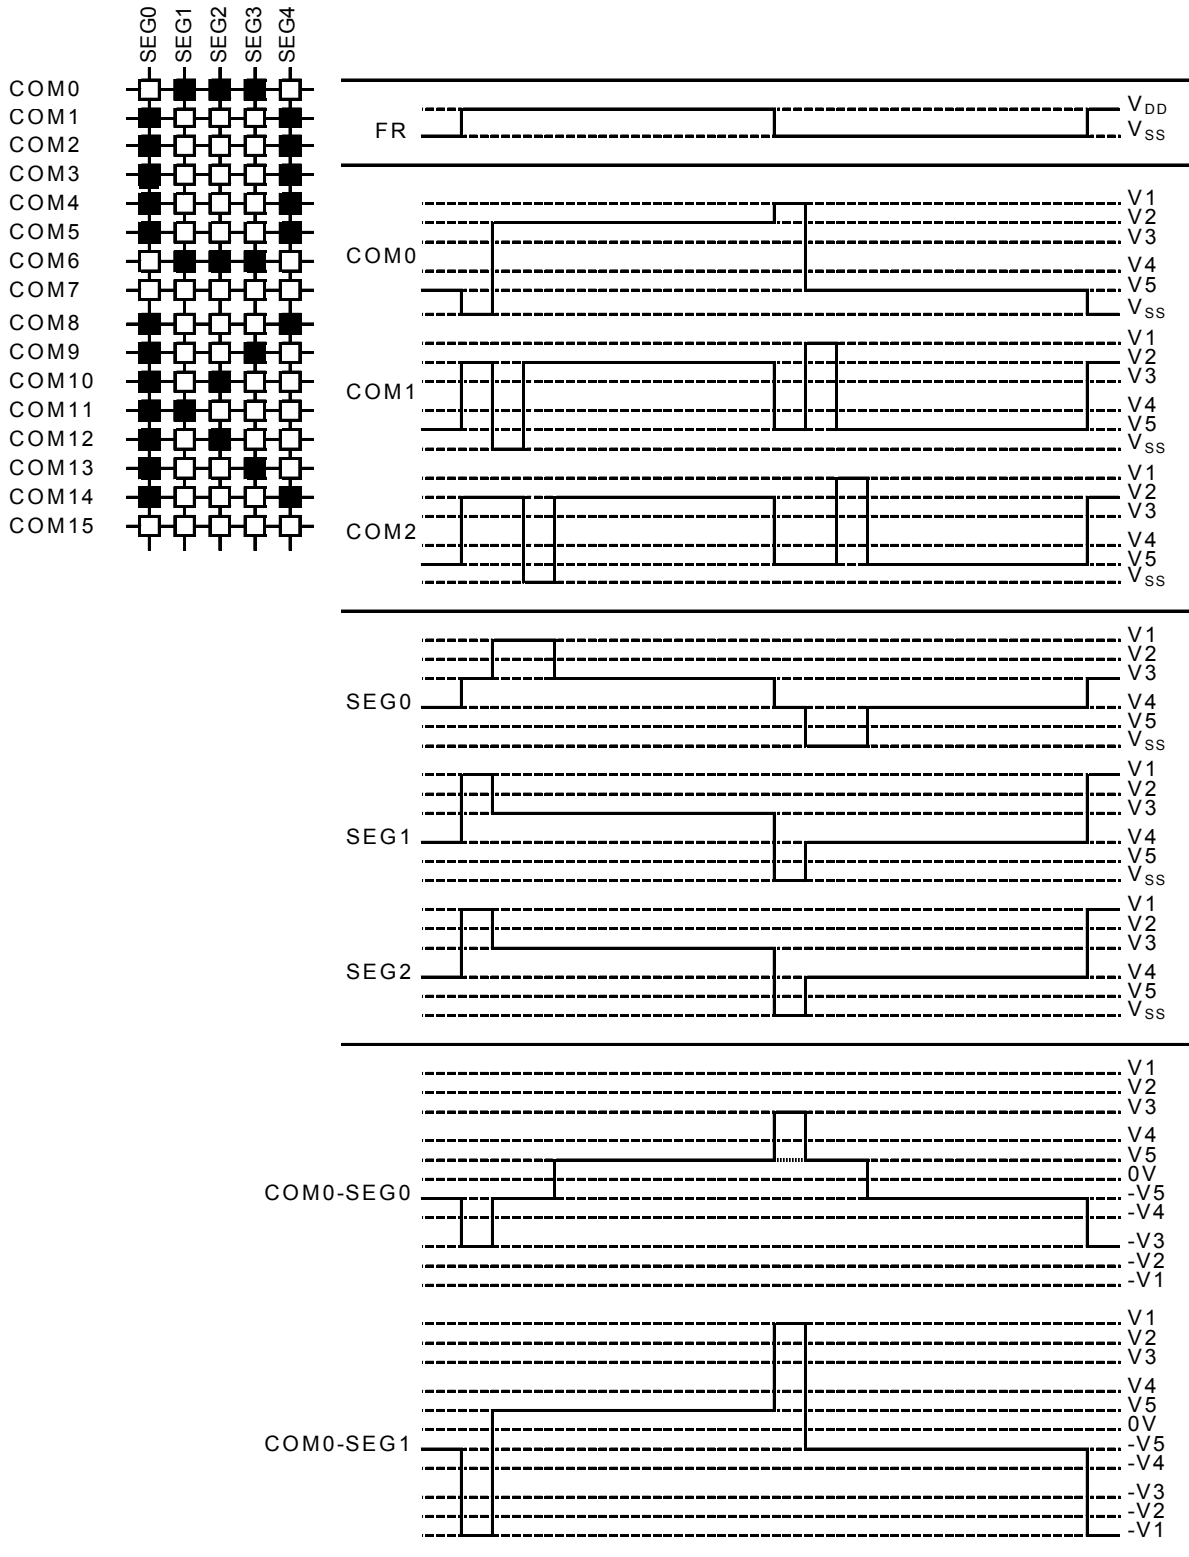 SEG0
SEG1
SEG2
SEG3
SEG4
COM0
COM1
COM2
COM3
COM4
COM5
COM6
COM7
COM8
COM9
COM10
COM11
COM12
COM13
COM14
COM15
FR
VDD
VSS
COM0
V1
V2
V3
V4
V5
VSS
COM1
V1
V2
V3
V4
V5
VSS
COM2
V1
V2
V3
V4
V5
VSS
SEG0
V1
V2
V3
V4
V5
VSS
SEG1
V1
V2
V3
V4
V5
VSS
SEG2
V1
V2
V3
V4
V5
VSS
COM0-SEG0
V1
V2
V3
V4
V5
0V
-V5
-V4
-V3
-V2
-V1
COM0-SEG1
V1
V2
V3
V4
V5
0V
-V5
-V4
-V3
-V2
-V1